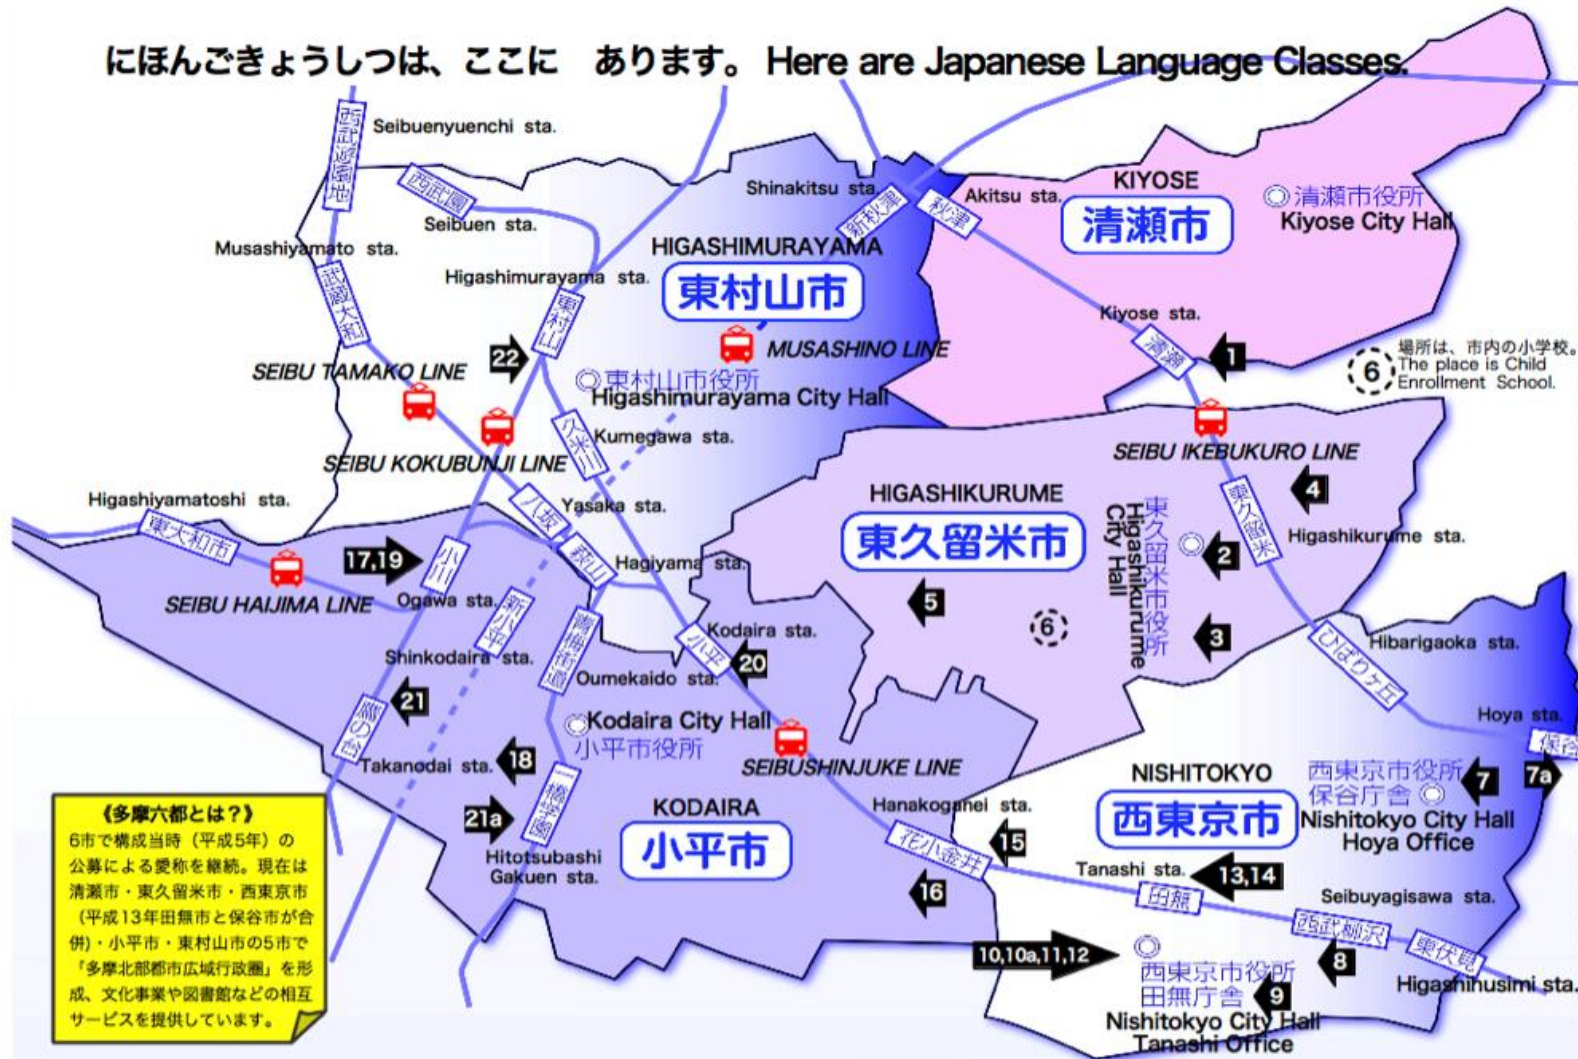 にほんごきょうしつは、ここに　あります。 Here are Japanese Language Classes.
西武遊園地
Seibuenyuenchi sta.
西武園
Seibuen sta.
Musashiyamato sta.
武蔵大和
Higashimurayama sta.
東村山
HIGASHIMURAYAMA
東村山市
Shinakitsu sta.
新秋津
秋津
Akitsu sta.
KIYOSE
清瀬市
清瀬市役所
Kiyose City Hall
Kiyose sta.
清瀬
1
6
場所は、市内の小学校。
The place is Child
Enrollment School.
MUSASHINO LINE
22
SEIBU TAMAKO LINE
東村山市役所
Higashimurayama City Hall
久米川
Kumegawa sta.
SEIBU KOKUBUNJI LINE
SEIBU IKEBUKURO LINE
4
東久留米
Higashikurume sta.
HIGASHIKURUME
東久留米市
東久留米市役所
Higashikurume
City Hall
2
3
5
6
Higashiyamatoshi sta.
東大和市
八坂
Yasaka sta.
萩山
Hagiyama sta.
17,19
小川
Ogawa sta.
SEIBU HAIJIMA LINE
新小平
Shinkodaira sta.
青梅街道
Oumekaido sta.
小平
Kodaira sta.
20
21
鷹の台
Takanodai sta.
18
Kodaira City Hall
小平市役所
SEIBUSHINJUKE LINE
21a
一橋学園
Hitotsubashi
Gakuen sta.
KODAIRA
小平市
Hanakoganei sta.
花小金井
15
16
ひばりケ丘
Hibarigaoka sta.
Hoya sta.
保谷
7a
7
西東京市役所
保谷庁舎
Nishitokyo City Hall
Hoya Office
NISHITOKYO
西東京市
Tanashi sta.
13,14
田無
Seibuyagisawa sta.
西武柳沢
東伏見
Higashihusimi sta.
8
9
10,10a,11,12
西東京市役所
田無庁舎
Nishitokyo City Hall
Tanashi Office
《多摩六都とは？》
6市で構成当時（平成5年）の
公募による愛称を継続。現在は
清瀬市・東久留米市・西東京市
（平成13年田無市と保谷市が合
併)・小平市・東村山市の5市で
「多摩北部都市広域行政圏」を形
成、文化事業や図書館などの相互
サービスを提供しています。